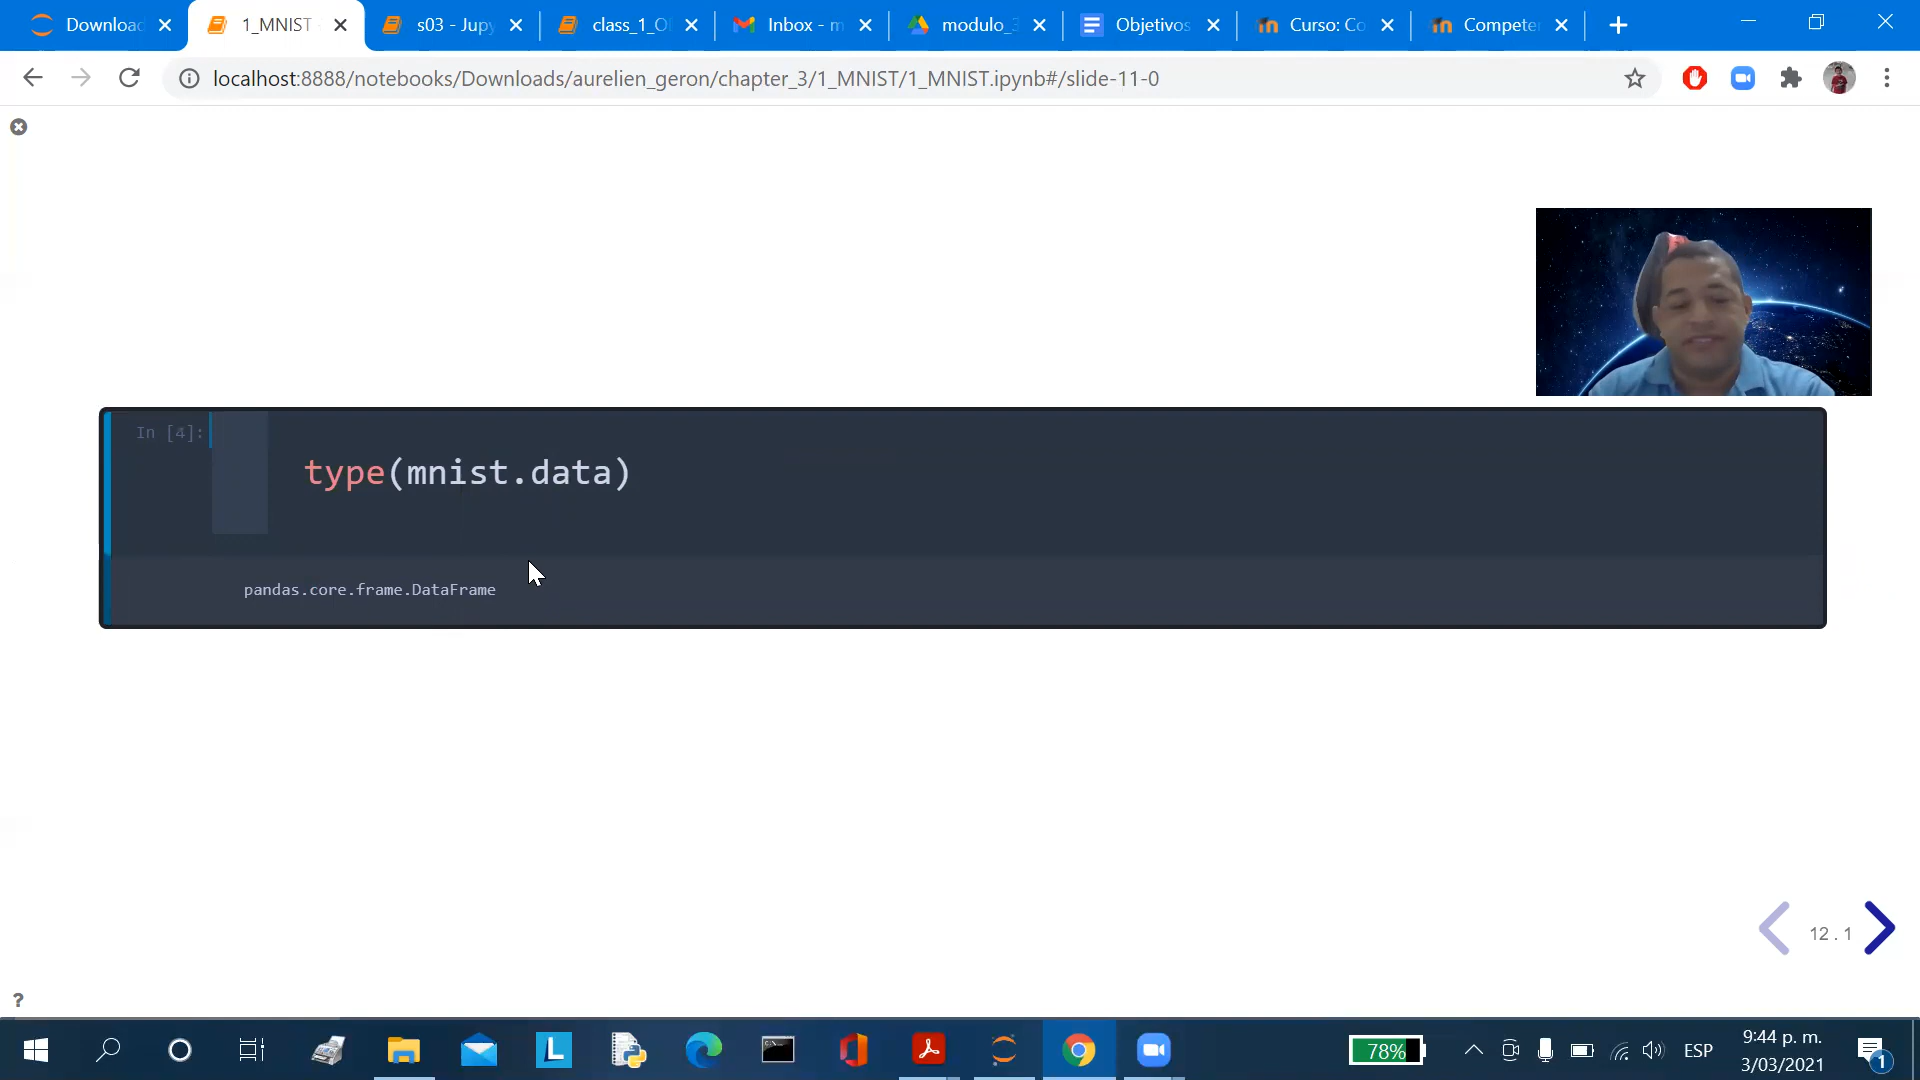 Download
1_MNIST
s03 - Jupy
class_1_O
Inbox - m
modulo_3
Objetivos
Curso: Co
Competen
localhost:8888/notebooks/Downloads/aurelien_geron/chapter_3/1_MNIST/1_MNIST.ipynb#/slide-11-0
In [4]:
type(mnist.data)
pandas.core.frame.DataFrame
12 . 1
?
L
78%
ESP
9:44 p. m.
3/03/2021
1